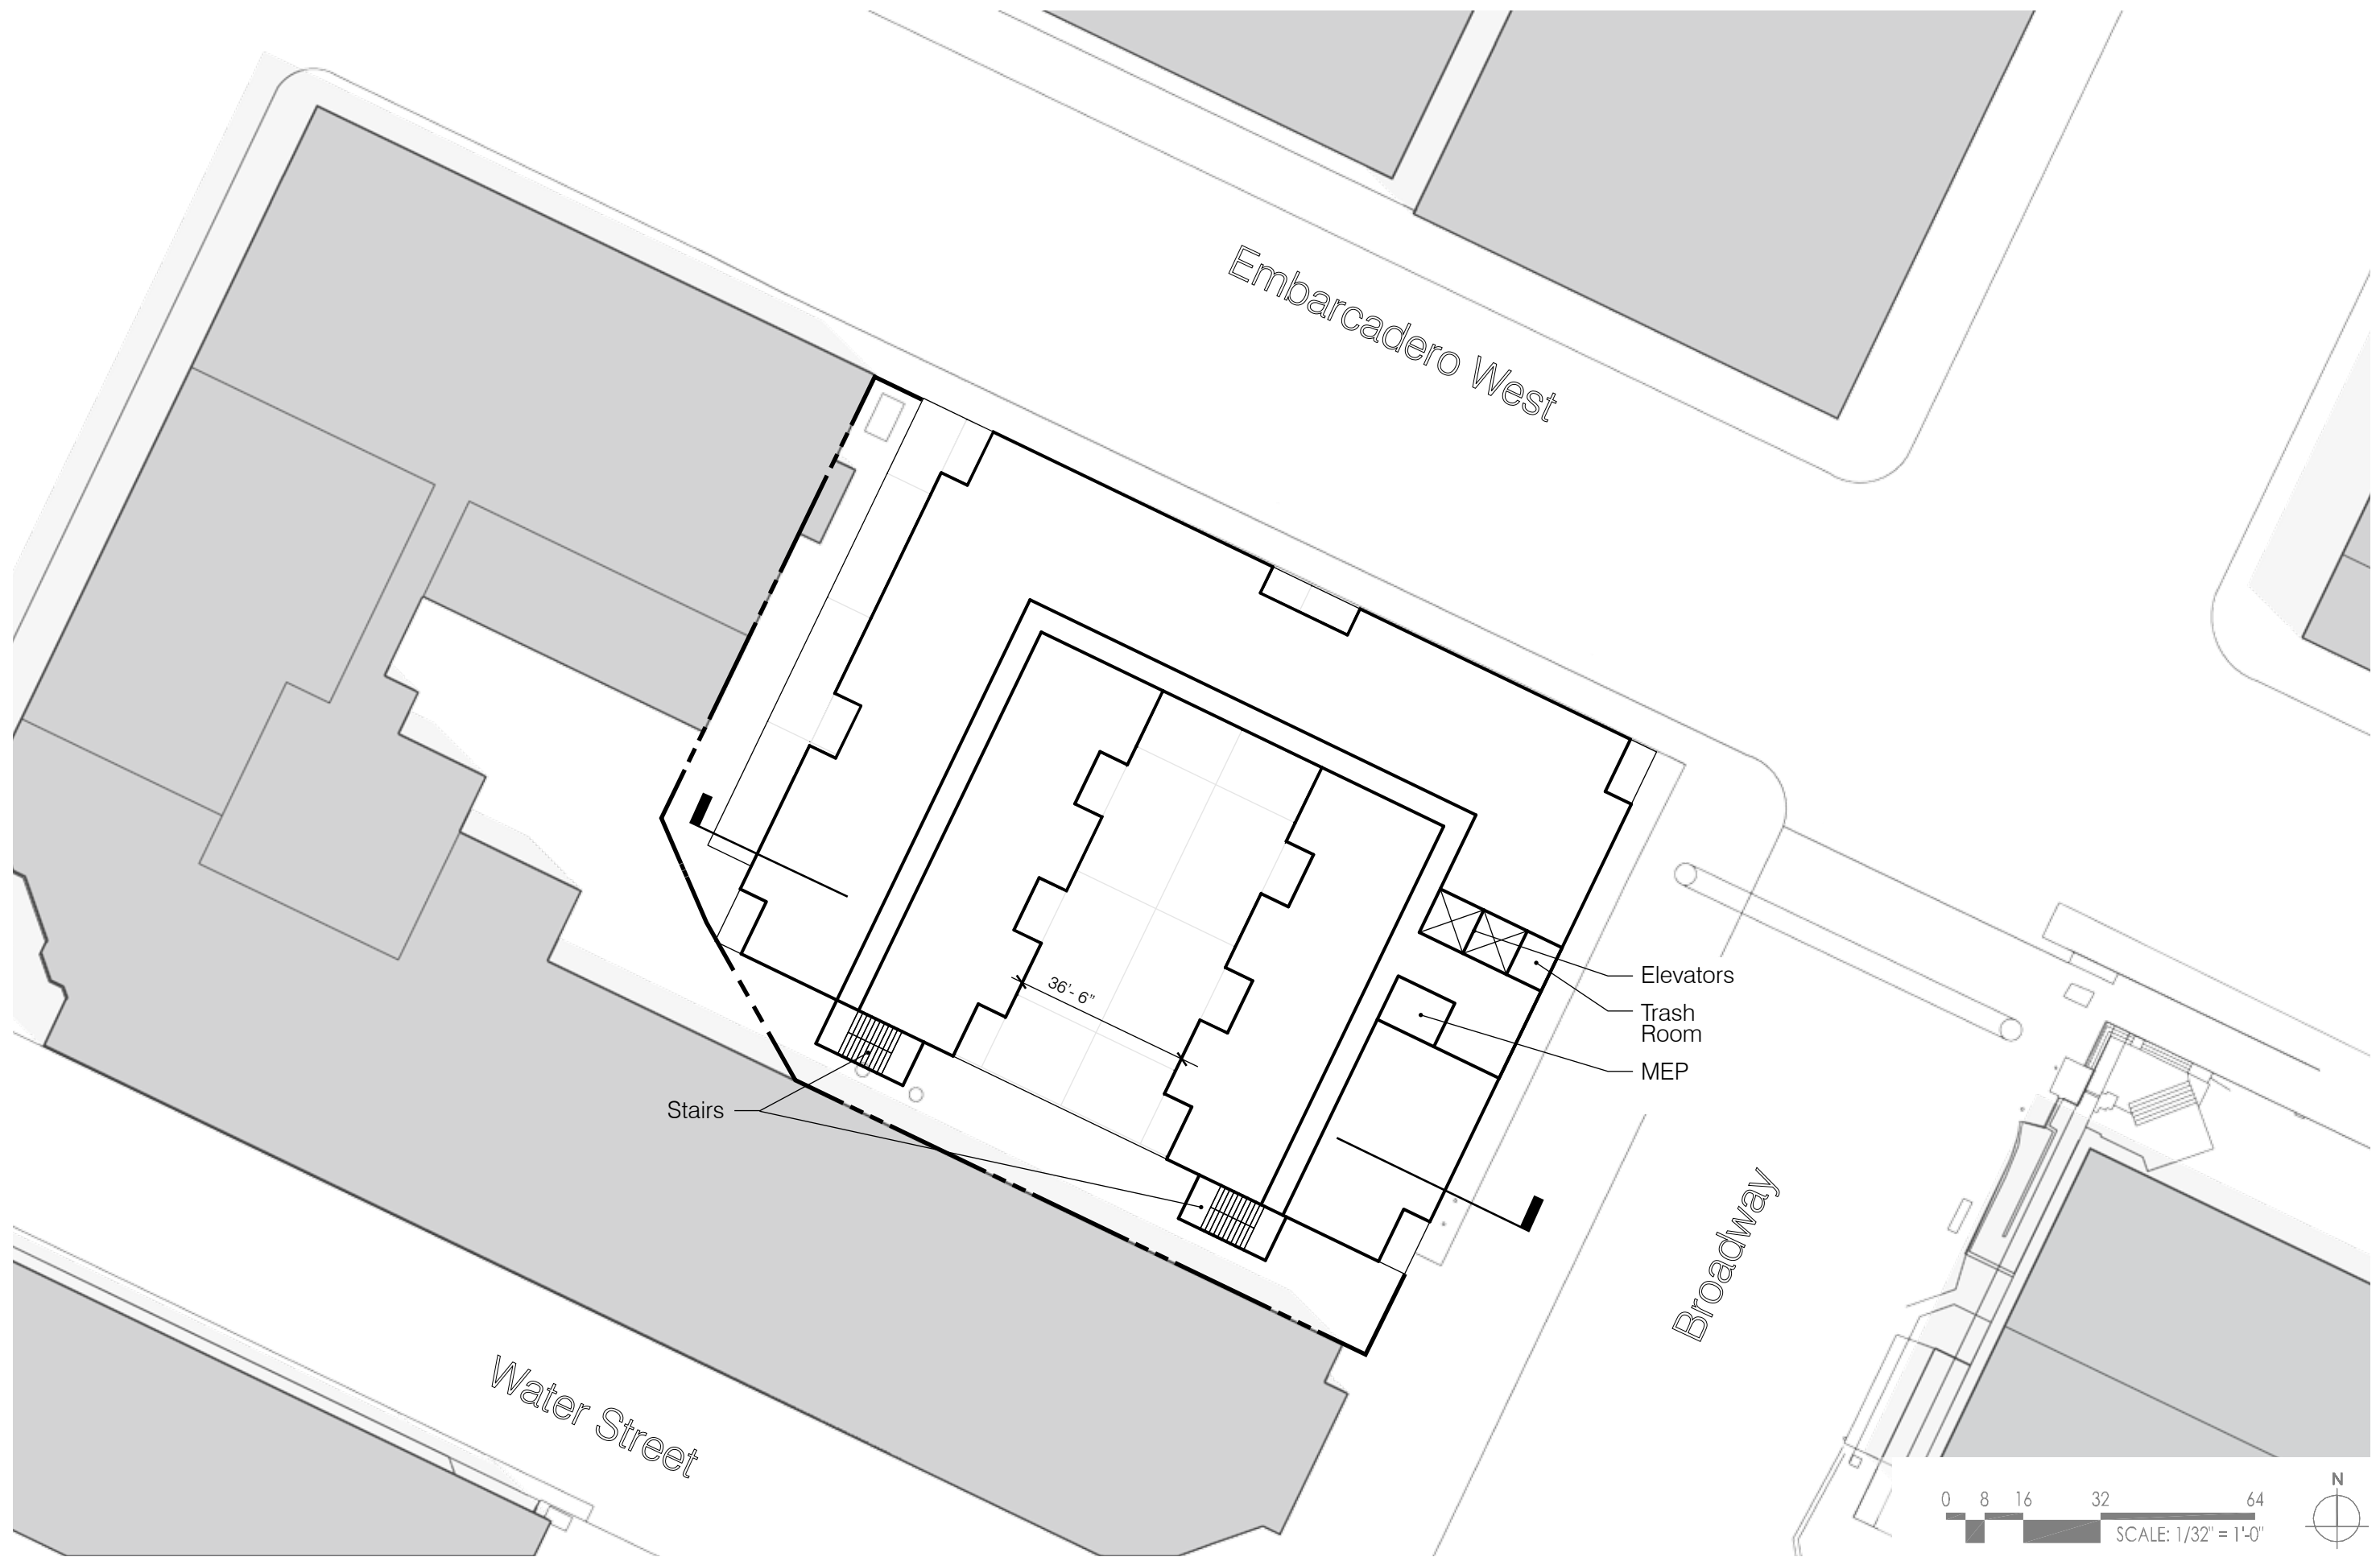 Embarcadero West
36'- 6"
Elevators
Trash
Room
MEP
Stairs
Broadway
Water Street
N
0 8 16 32 64
SCALE: 1/32" = 1'-0"